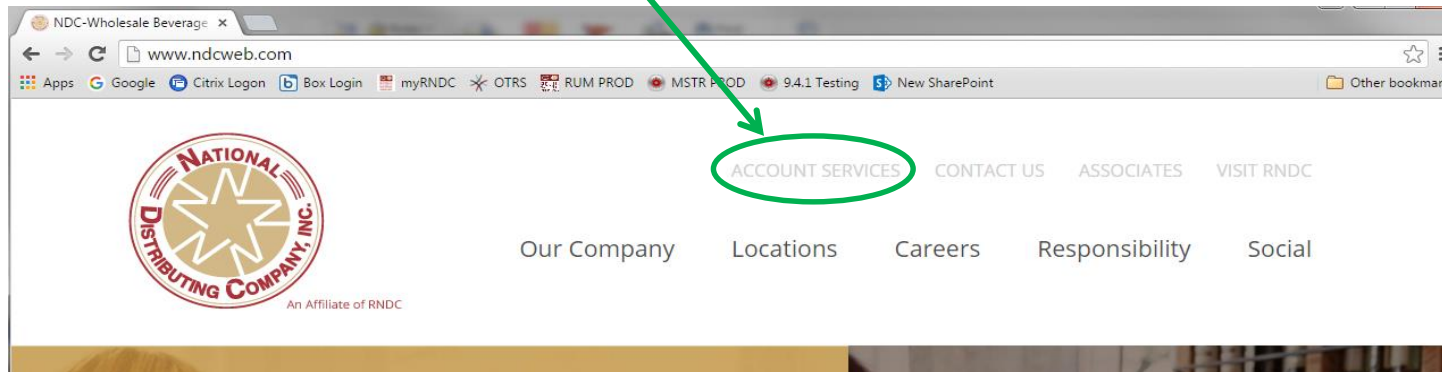 NDC-Wholesale Beverage
www.ndcweb.com
Apps Google Citrix Logon Box Login myRNDC OTRS RUM PROD MSTR PROD 9.4.1 Testing New SharePoint Other bookmar
ACCOUNT SERVICES CONTACT US ASSOCIATES VISIT RNDC
NATIONAL DISTRIBUTING COMPANY, INC.
An Affiliate of RNDC
Our Company Locations Careers Responsibility Social